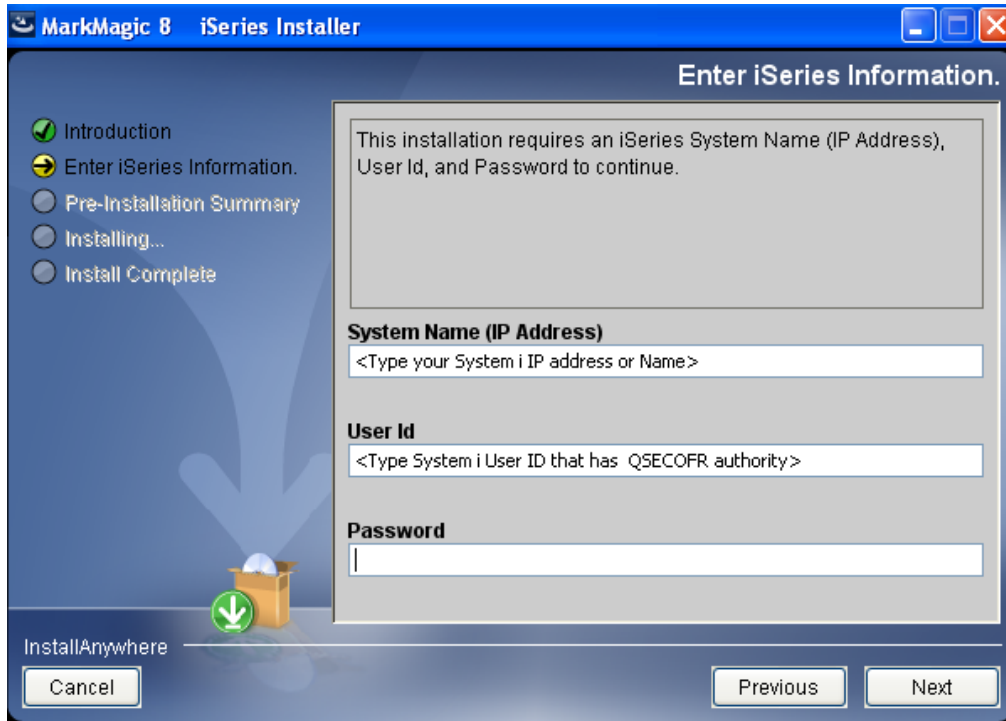 MarkMagic 8 iSeries Installer
Enter iSeries Information.
Introduction
Enter iSeries Information.
Pre-Installation Summary
Installing...
Install Complete
This installation requires an iSeries System Name (IP Address),
User Id, and Password to continue.
System Name (IP Address)
<Type your System i IP address or Name>
User Id
<Type System i User ID that has QSECOFR authority>
Password
InstallAnywhere
Cancel
Previous
Next